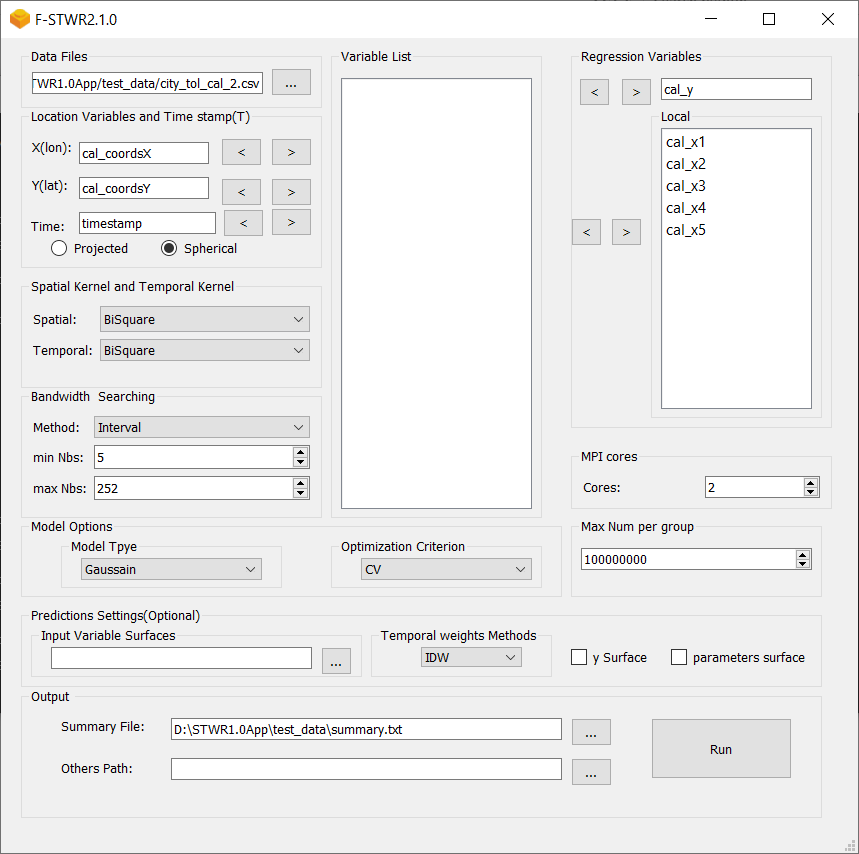 F-STWR2.1.0
Data Files
TWR1.0App/test_data/city_tol_cal_2.csv
...
Location Variables and Time stamp(T)
X(lon):
cal_coordsX
<
>
Y(lat):
cal_coordsY
<
>
Time:
timestamp
<
>
Projected
Spherical
Spatial Kernel and Temporal Kernel
Spatial:
BiSquare
Temporal:
BiSquare
Bandwidth Searching
Method:
Interval
min Nbs:
5
max Nbs:
252
Variable List
Regression Variables
<
>
cal_y
Local
<
>
cal_x1
cal_x2
cal_x3
cal_x4
cal_x5
MPI cores
Cores:
2
Model Options
Model Tpye
Gaussain
Optimization Criterion
CV
Max Num per group
100000000
Predictions Settings(Optional)
Input Variable Surfaces
...
Temporal weights Methods
IDW
y Surface
parameters surface
Output
Summary File:
D:\STWR1.0App\test_data\summary.txt
...
Others Path:
...
Run